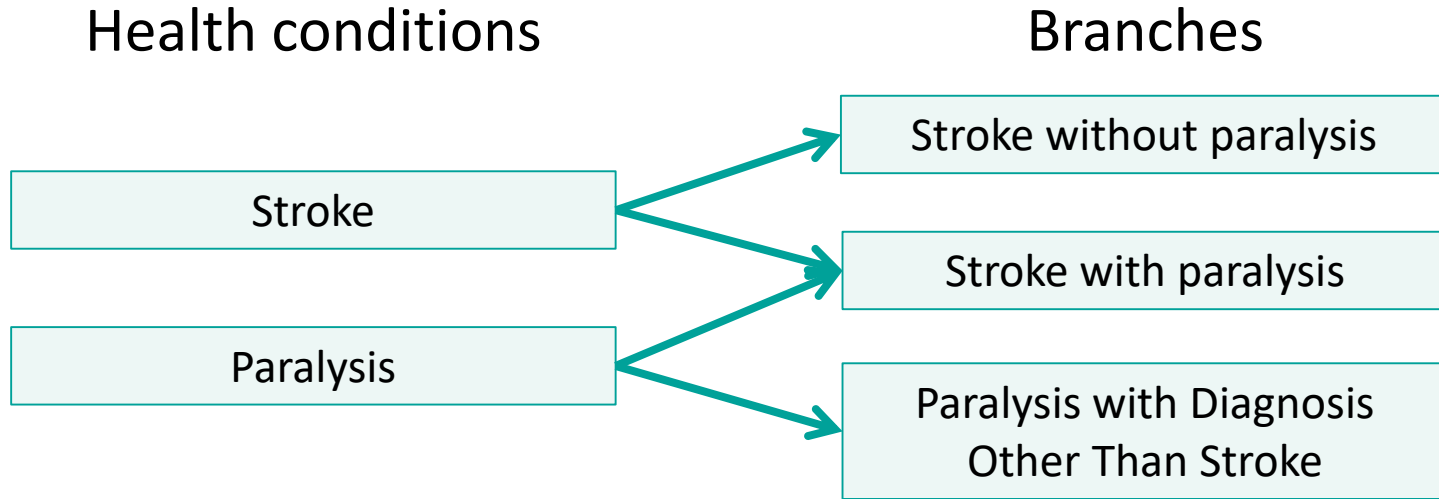 Health conditions
Branches
Stroke without paralysis
Stroke
Stroke with paralysis
Paralysis
Paralysis with Diagnosis
Other Than Stroke